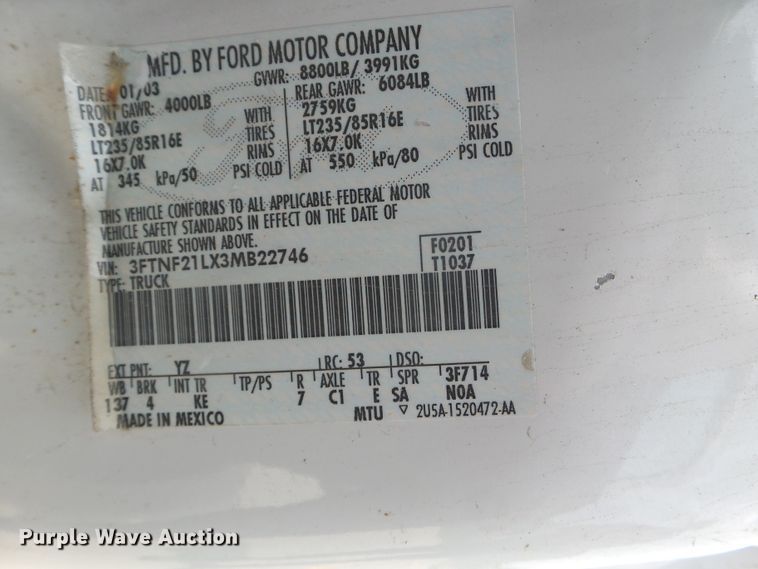 MFD. BY FORD MOTOR COMPANY
DATE: 01/03 GVWR: 8800LB/ 3991KG
FRONT GAWR: 4000LB REAR GAWR: 6084LB
1814KG WITH 2759KG WITH
LT235/85R16E TIRES LT235/85R16E TIRES
16X7.0K RIMS 16X7.0K RIMS
AT 345 kPa/50 PSI COLD AT 550 kPa/80 PSI COLD
THIS VEHICLE CONFORMS TO ALL APPLICABLE FEDERAL MOTOR
VEHICLE SAFETY STANDARDS IN EFFECT ON THE DATE OF
MANUFACTURE SHOWN ABOVE.
VIN: 3FTNF21LX3MB22746 F0201
TYPE: TRUCK T1037
EXT PNT: YZ RC: 53 DSO:
WB BRK INT TR TP/PS R AXLE TR SPR 3F714
137 4 KE 7 C1 E SA NOA
MADE IN MEXICO MTU 2U5A-1520472-AA
Purple Wave Auction